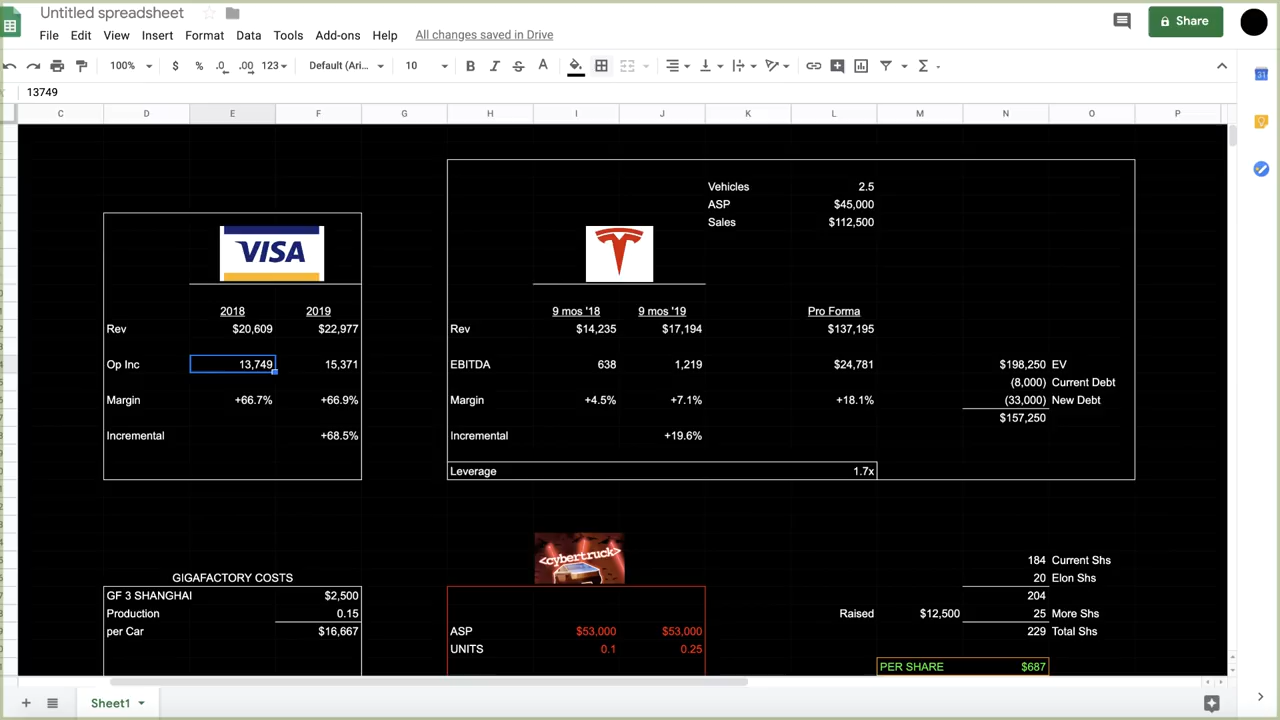 Untitled spreadsheet
File Edit View Insert Format Data Tools Add-ons Help All changes saved in Drive
Share
100% $ % .0 .00 123 Default (Ari... 10 B I S A Σ
31
13749
C D E F G H I J K L M N O P
Vehicles 2.5
ASP $45,000
Sales $112,500
VISA
2018 2019 9 mos '18 9 mos '19 Pro Forma
Rev $20,609 $22,977 Rev $14,235 $17,194 $137,195
Op Inc 13,749 15,371 EBITDA 638 1,219 $24,781 $198,250 EV
(8,000) Current Debt
Margin +66.7% +66.9% Margin +4.5% +7.1% +18.1% (33,000) New Debt
$157,250
Incremental +68.5% Incremental +19.6%
Leverage 1.7x
<cybertruck>
184 Current Shs
GIGAFACTORY COSTS 20 Elon Shs
GF 3 SHANGHAI $2,500 204
Production 0.15 Raised $12,500 25 More Shs
per Car $16,667 ASP $53,000 $53,000 229 Total Shs
UNITS 0.1 0.25
PER SHARE $687
Sheet1